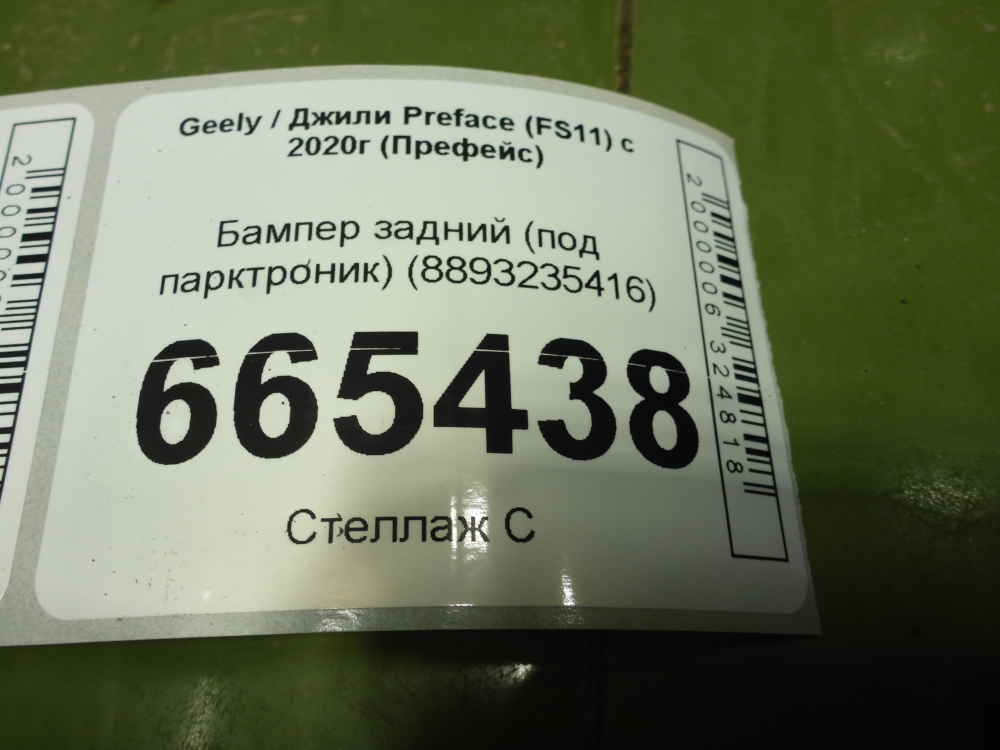 Geely / Джили Preface (FS11) с
2020г (Префейс)
Бампер задний (под
парктроник) (8893235416)
665438
Стеллаж С
2000006324818